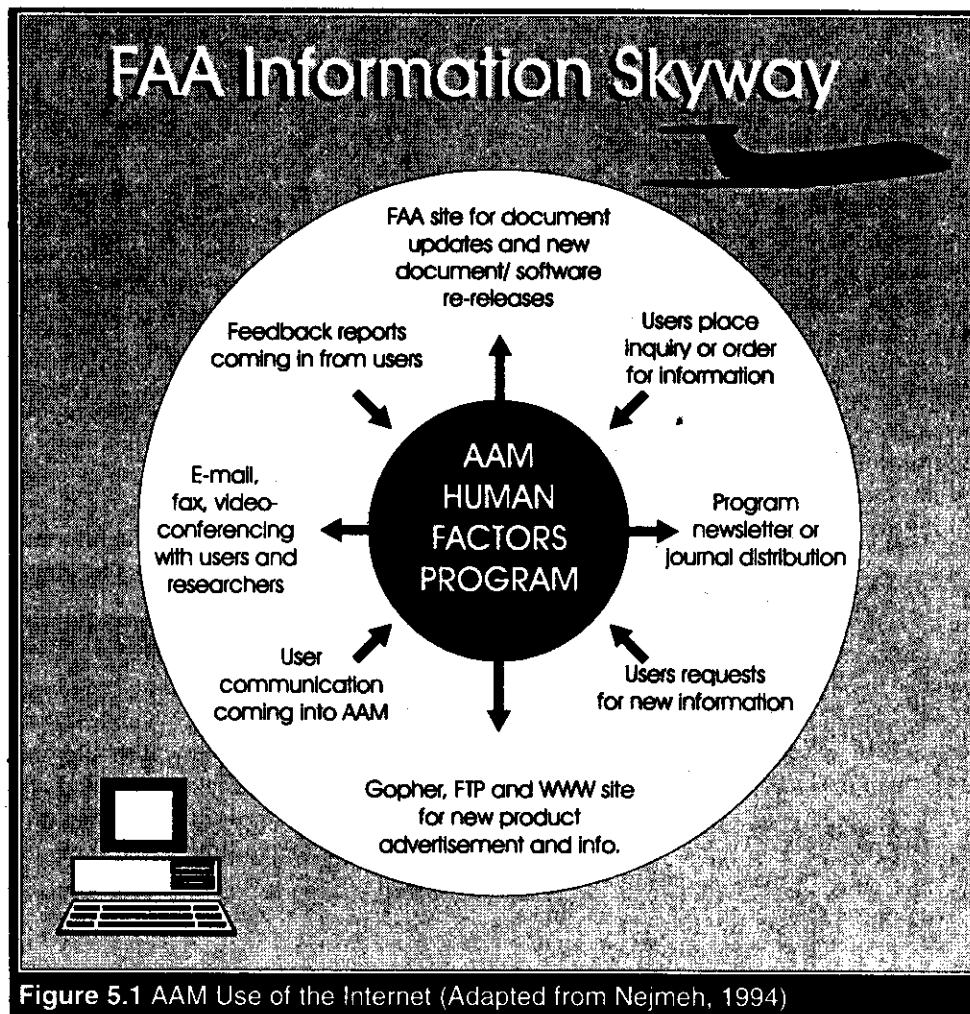 FAA Information Skyway
FAA site for document
updates and new
document/ software
re-releases
Feedback reports
coming in from users
Users place
inquiry or order
for information
E-mail,
fax, video-
conferencing
with users and
researchers
AAM
HUMAN
FACTORS
PROGRAM
Program
newsletter or
journal distribution
User
communication
coming into AAM
Users requests
for new information
Gopher, FTP and WWW site
for new product
advertisement and info.
Figure 5.1 AAM Use of the Internet (Adapted from Nejmeh, 1994)